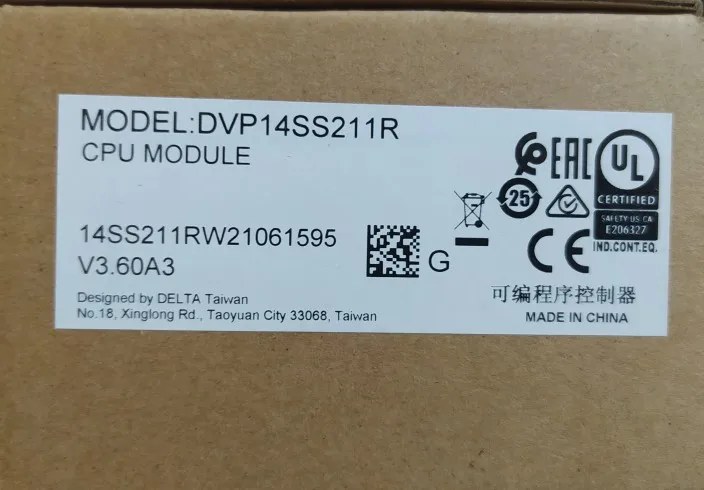 MODEL:DVP14SS211R
CPU MODULE
EAC
UL
25
CERTIFIED
SAFETY US CA
E206327
IND.CONT.EQ.
14SS211RW21061595
V3.60A3
G
CE
Designed by DELTA Taiwan
No.18, Xinglong Rd., Taoyuan City 33068, Taiwan
可编程序控制器
MADE IN CHINA